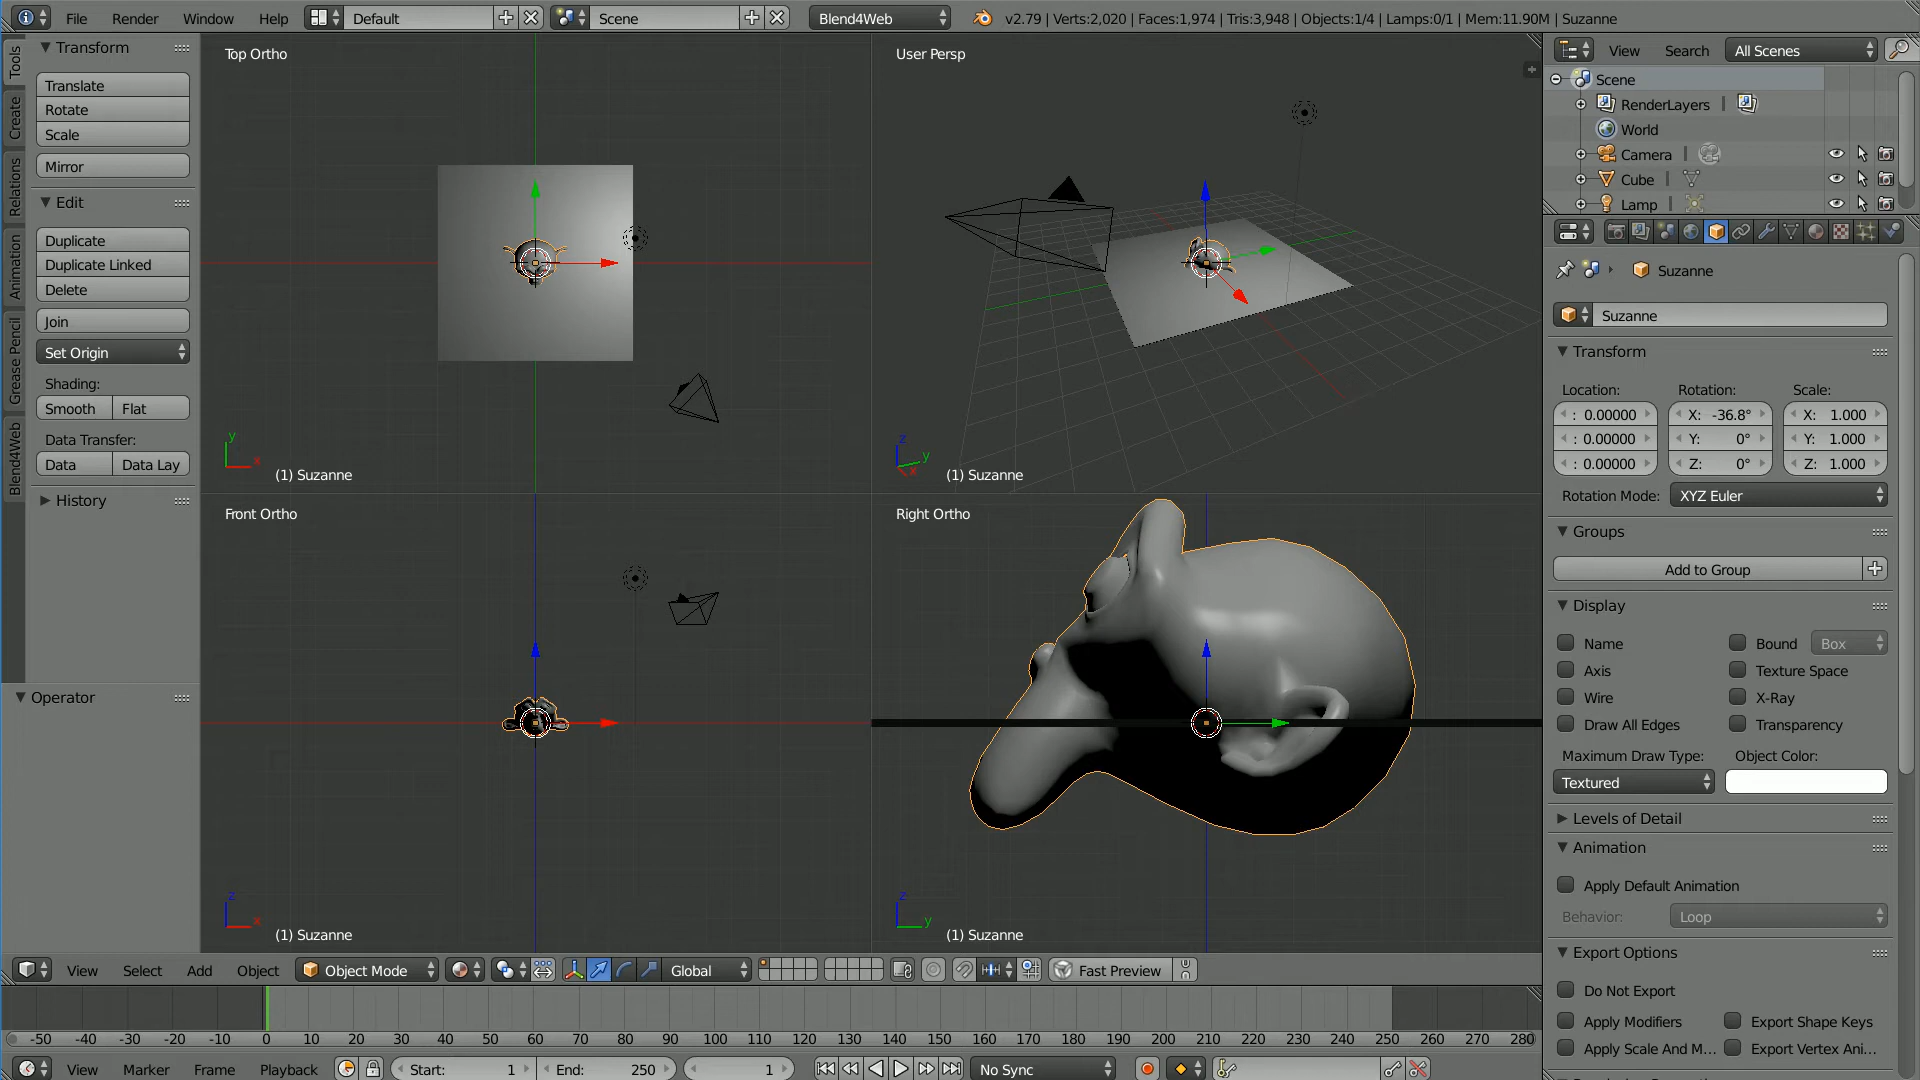 File Render Window Help Default Scene Blend4Web v2.79 | Verts:2,020 | Faces:1,974 | Tris:3,948 | Objects:1/4 | Lamps:0/1 | Mem:11.90M | Suzanne
Tools
Create
Relations
Animation
Grease Pencil
Blend4Web
Transform
Translate
Rotate
Scale
Mirror
Edit
Duplicate
Duplicate Linked
Delete
Join
Set Origin
Shading:
Smooth Flat
Data Transfer:
Data Data Lay
History
Operator
Top Ortho
y
x
(1) Suzanne
User Persp
z
y
x
(1) Suzanne
Front Ortho
z
x
(1) Suzanne
Right Ortho
z
y
(1) Suzanne
View Select Add Object Object Mode Global Fast Preview
-50 -40 -30 -20 -10 0 10 20 30 40 50 60 70 80 90 100 110 120 130 140 150 160 170 180 190 200 210 220 230 240 250 260 270 280
View Marker Frame Playback Start: 1 End: 250 1 No Sync
View Search All Scenes
Scene
RenderLayers |
World
Camera |
Cube |
Lamp |
Suzanne
Suzanne
Transform
Location: Rotation: Scale:
: 0.00000 X: -36.8° X: 1.000
: 0.00000 Y: 0° Y: 1.000
: 0.00000 Z: 0° Z: 1.000
Rotation Mode: XYZ Euler
Groups
Add to Group
Display
Name Bound Box
Axis Texture Space
Wire X-Ray
Draw All Edges Transparency
Maximum Draw Type: Object Color:
Textured
Levels of Detail
Animation
Apply Default Animation
Behavior: Loop
Export Options
Do Not Export
Apply Modifiers Export Shape Keys
Apply Scale And M... Export Vertex Ani...